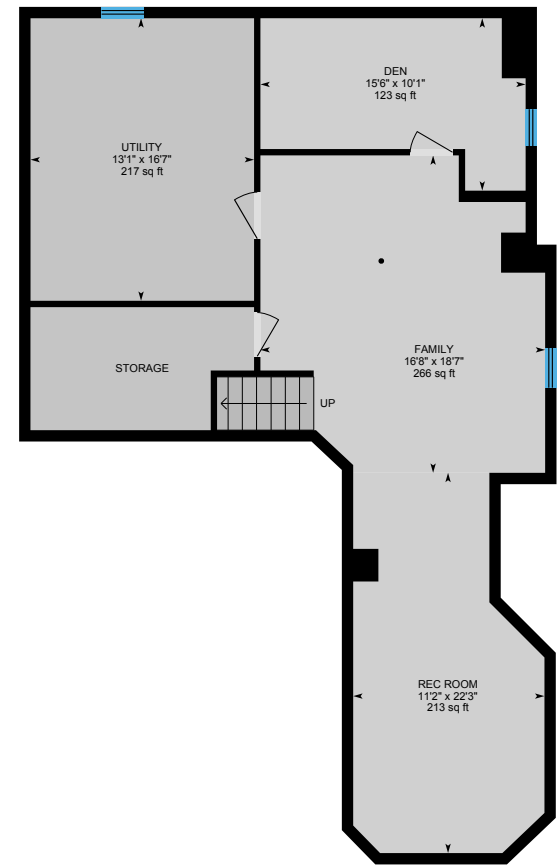 DEN
15'6" x 10'1"
123 sq ft
UTILITY
13'1" x 16'7"
217 sq ft
FAMILY
16'8" x 18'7"
266 sq ft
STORAGE
UP
REC ROOM
11'2" x 22'3"
213 sq ft